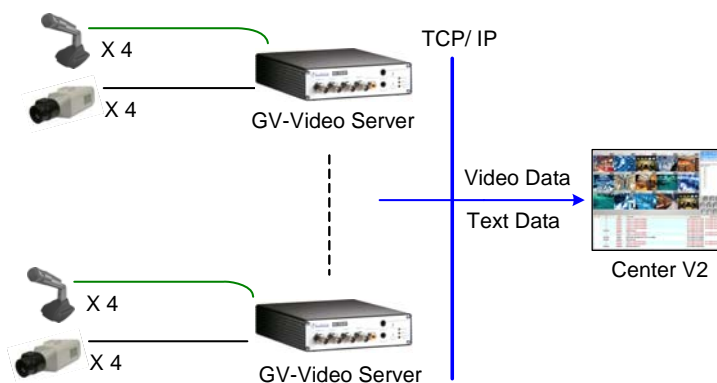 X 4
TCP/ IP
X 4
GV-Video Server
Video Data
Text Data
Center V2
X 4
X 4
GV-Video Server